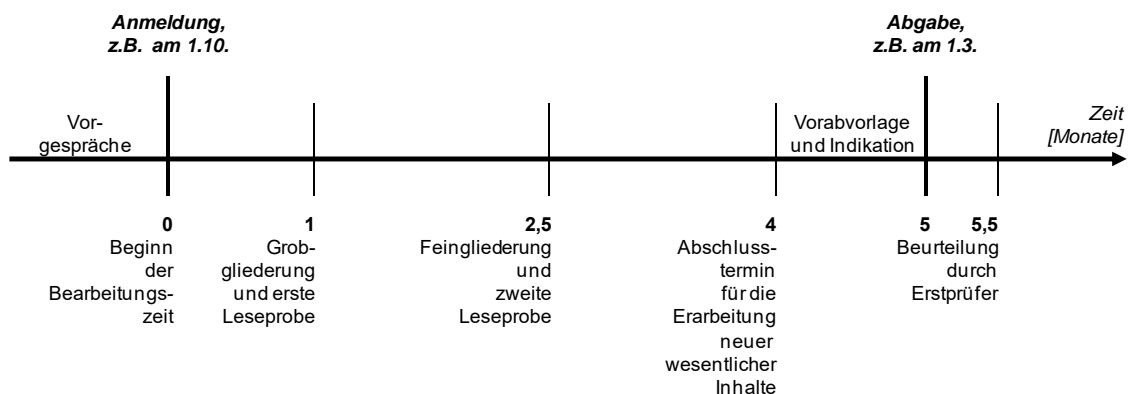 Anmeldung,
z.B. am 1.10.
Abgabe,
z.B. am 1.3.
Vor-
gespräche
Vorabvorlage
und Indikation
Zeit
[Monate]
0
Beginn
der
Bearbeitungs-
zeit
1
Grob-
gliederung
und erste
Leseprobe
2,5
Feingliederung
und
zweite
Leseprobe
4
Abschluss-
termin
für die
Erarbeitung
neuer
wesentlicher
Inhalte
5 5,5
Beurteilung
durch
Erstprüfer